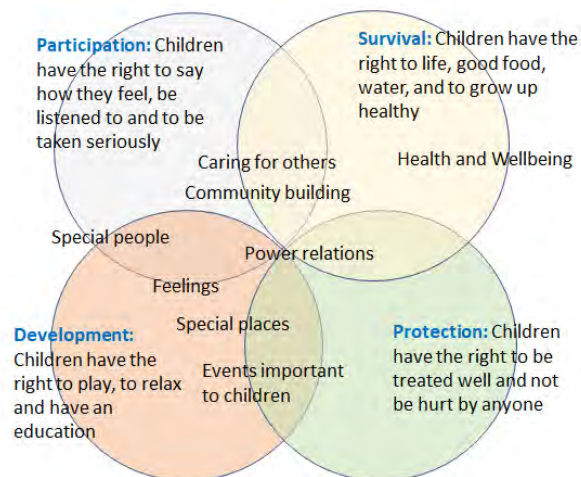 Participation: Children
have the right to say
how they feel, be
listened to and to be
taken seriously
Survival: Children have the
right to life, good food,
water, and to grow up
healthy
Caring for others
Health and Wellbeing
Community building
Special people
Power relations
Feelings
Special places
Events important
to children
Development:
Children have the
right to play, to relax
and have an
education
Protection: Children
have the right to be
treated well and not
be hurt by anyone